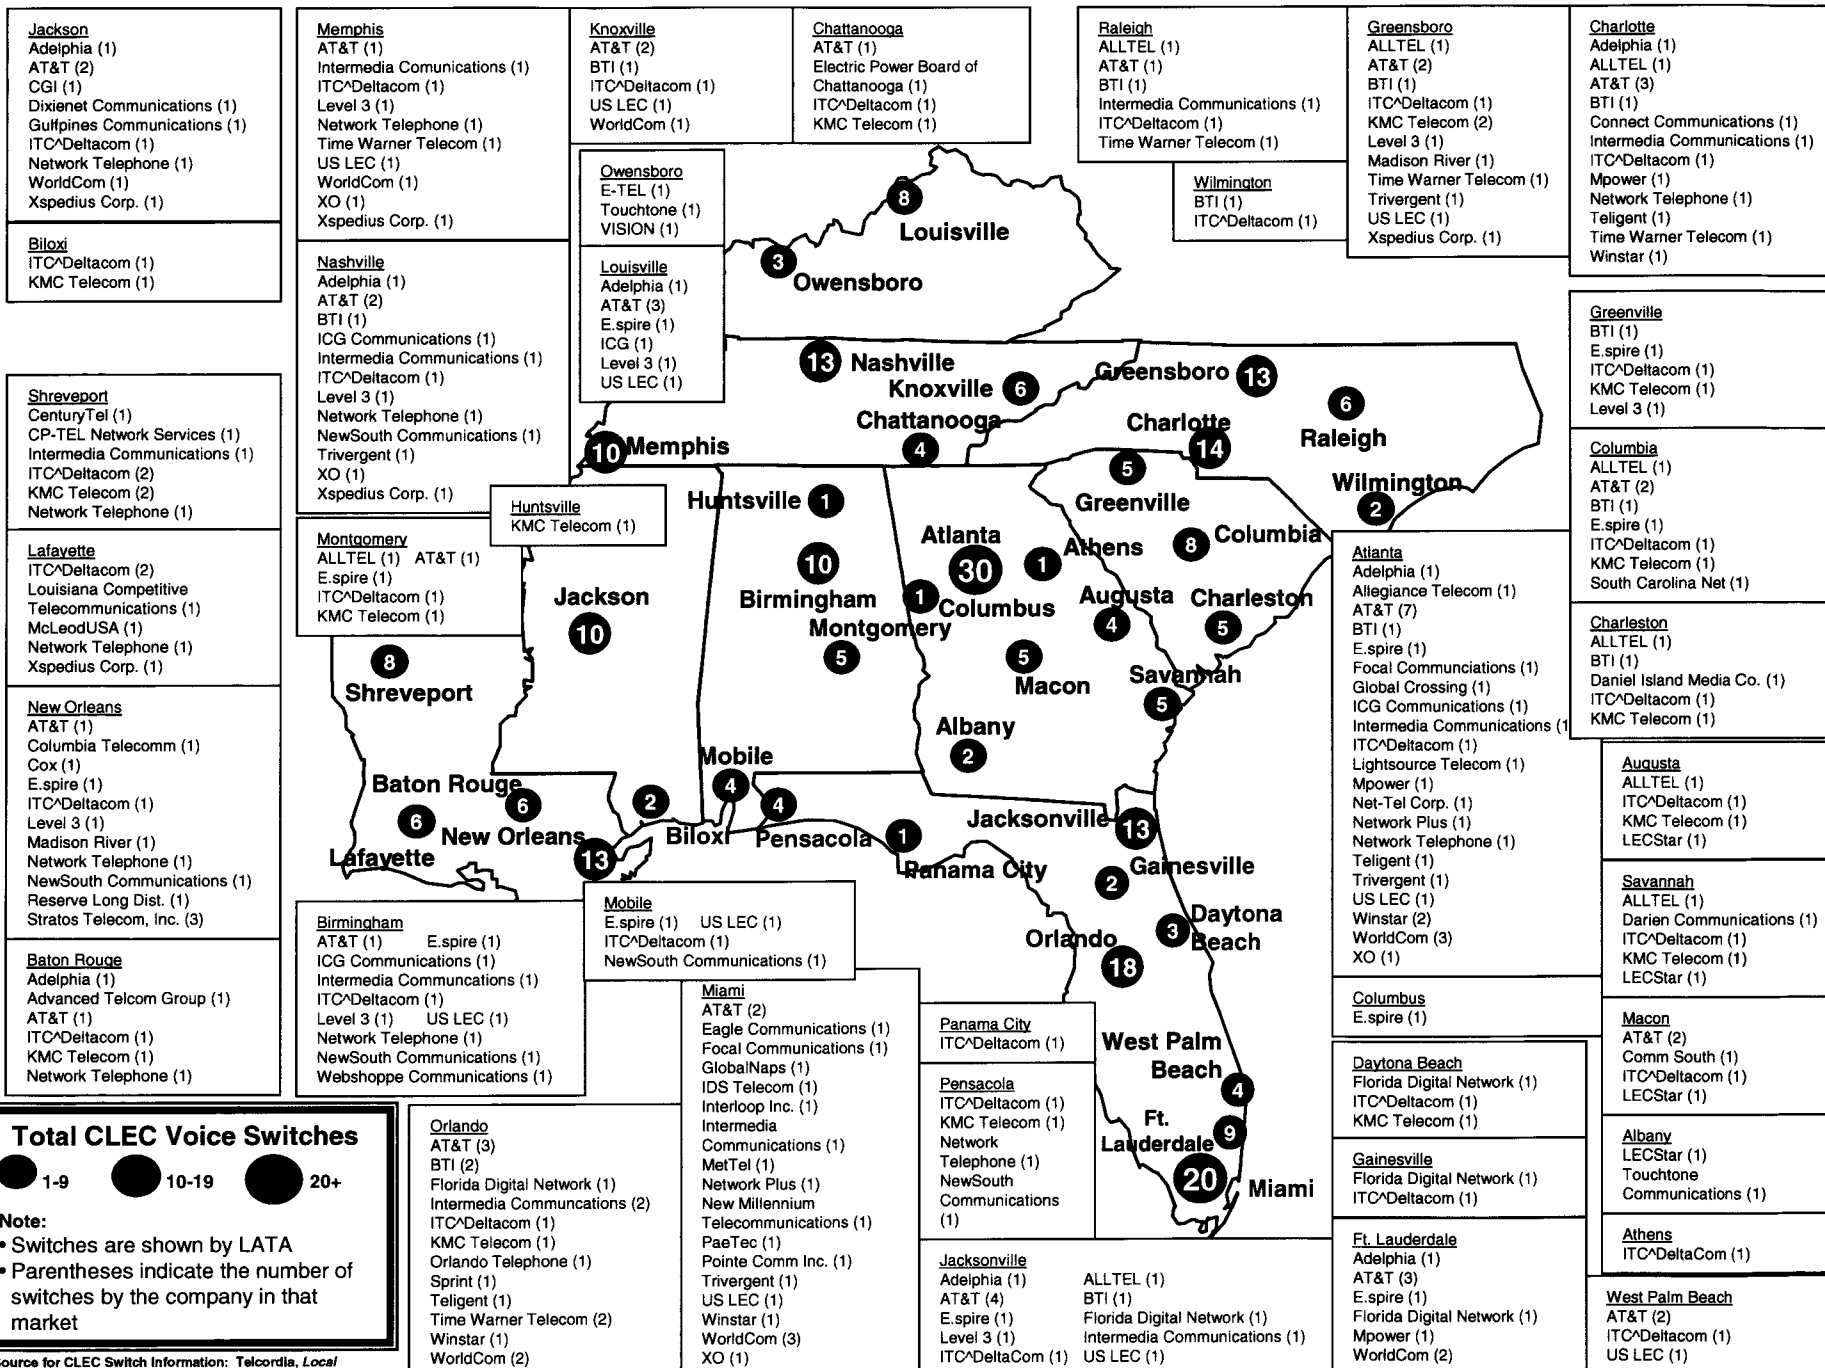 Jackson
Adelphia (1)
AT&T (2)
CGI (1)
Dixienet Communications (1)
Gulfpines Communications (1)
ITC^Deltacom (1)
Network Telephone (1)
WorldCom (1)
Xspedius Corp. (1)
Biloxi
ITC^Deltacom (1)
KMC Telecom (1)
Memphis
AT&T (1)
Intermedia Comunications (1)
ITC^Deltacom (1)
Level 3 (1)
Network Telephone (1)
Time Warner Telecom (1)
US LEC (1)
WorldCom (1)
XO (1)
Xspedius Corp. (1)
Nashville
Adelphia (1)
AT&T (2)
BTI (1)
ICG Communications (1)
Intermedia Communications (1)
ITC^Deltacom (1)
Level 3 (1)
Network Telephone (1)
NewSouth Communications (1)
Trivergent (1)
XO (1)
Xspedius Corp. (1)
Knoxville
AT&T (2)
BTI (1)
ITC^Deltacom (1)
US LEC (1)
WorldCom (1)
Chattanooga
AT&T (1)
Electric Power Board of
Chattanooga (1)
ITC^Deltacom (1)
KMC Telecom (1)
Owensboro
E-TEL (1)
Touchtone (1)
VISION (1)
Louisville
Adelphia (1)
AT&T (3)
E.spire (1)
ICG (1)
Level 3 (1)
US LEC (1)
Raleigh
ALLTEL (1)
AT&T (1)
BTI (1)
Intermedia Communications (1)
ITC^Deltacom (1)
Time Warner Telecom (1)
Wilmington
BTI (1)
ITC^Deltacom (1)
Greensboro
ALLTEL (1)
AT&T (2)
BTI (1)
ITC^Deltacom (1)
KMC Telecom (2)
Level 3 (1)
Madison River (1)
Time Warner Telecom (1)
Trivergent (1)
US LEC (1)
Xspedius Corp. (1)
Charlotte
Adelphia (1)
ALLTEL (1)
AT&T (3)
BTI (1)
Connect Communications (1)
Intermedia Communications (1)
ITC^Deltacom (1)
Mpower (1)
Network Telephone (1)
Teligent (1)
Time Warner Telecom (1)
Winstar (1)
Greenville
BTI (1)
E.spire (1)
ITC^Deltacom (1)
KMC Telecom (1)
Level 3 (1)
Columbia
ALLTEL (1)
AT&T (2)
BTI (1)
E.spire (1)
ITC^Deltacom (1)
KMC Telecom (1)
South Carolina Net (1)
Charleston
ALLTEL (1)
BTI (1)
Daniel Island Media Co. (1)
ITC^Deltacom (1)
KMC Telecom (1)
Shreveport
CenturyTel (1)
CP-TEL Network Services (1)
Intermedia Communications (1)
ITC^Deltacom (2)
KMC Telecom (2)
Network Telephone (1)
Lafayette
ITC^Deltacom (2)
Louisiana Competitive
Telecommunications (1)
McLeodUSA (1)
Network Telephone (1)
Xspedius Corp. (1)
New Orleans
AT&T (1)
Columbia Telecomm (1)
Cox (1)
E.spire (1)
ITC^Deltacom (1)
Level 3 (1)
Madison River (1)
Network Telephone (1)
NewSouth Communications (1)
Reserve Long Dist. (1)
Stratos Telecom, Inc. (3)
Baton Rouge
Adelphia (1)
Advanced Telcom Group (1)
AT&T (1)
ITC^Deltacom (1)
KMC Telecom (1)
Network Telephone (1)
Huntsville
KMC Telecom (1)
Montgomery
ALLTEL (1) AT&T (1)
E.spire (1)
ITC^Deltacom (1)
KMC Telecom (1)
8
Louisville
3
Owensboro
13 Nashville
Knoxville 6
Chattanooga
4
10 Memphis
Greensboro 13
6
Raleigh
Charlotte
14
5
Greenville
Wilmington
2
Huntsville 1
Atlanta
30
1 Athens
8 Columbia
10
Birmingham
1
Columbus
Jackson
10
Augusta
4
Charleston
5
Montgomery
5
5
Macon
Savannah
5
8
Shreveport
Albany
2
Mobile
4
Baton Rouge
6
2
Biloxi
4
Pensacola
1
Panama City
6
Lafayette
New Orleans
13
Jacksonville 13
Gainesville
2
Daytona
Beach
3
Orlando
18
West Palm
Beach
4
Ft.
Lauderdale 9
20 Miami
Atlanta
Adelphia (1)
Allegiance Telecom (1)
AT&T (7)
BTI (1)
E.spire (1)
Focal Communciations (1)
Global Crossing (1)
ICG Communications (1)
Intermedia Communications (1
ITC^Deltacom (1)
Lightsource Telecom (1)
Mpower (1)
Net-Tel Corp. (1)
Network Plus (1)
Network Telephone (1)
Teligent (1)
Trivergent (1)
US LEC (1)
Winstar (2)
WorldCom (3)
XO (1)
Columbus
E.spire (1)
Augusta
ALLTEL (1)
ITC^Deltacom (1)
KMC Telecom (1)
LECStar (1)
Savannah
ALLTEL (1)
Darien Communications (1)
ITC^Deltacom (1)
KMC Telecom (1)
LECStar (1)
Macon
AT&T (2)
Comm South (1)
ITC^Deltacom (1)
LECStar (1)
Albany
LECStar (1)
Touchtone
Communications (1)
Athens
ITC^DeltaCom (1)
Birmingham
AT&T (1) E.spire (1)
ICG Communications (1)
Intermedia Communcations (1)
ITC^Deltacom (1)
Level 3 (1) US LEC (1)
Network Telephone (1)
NewSouth Communications (1)
Webshoppe Communications (1)
Mobile
E.spire (1) US LEC (1)
ITC^Deltacom (1)
NewSouth Communications (1)
Miami
AT&T (2)
Eagle Communications (1)
Focal Communications (1)
GlobalNaps (1)
IDS Telecom (1)
Interloop Inc. (1)
Intermedia
Communications (1)
MetTel (1)
Network Plus (1)
New Millennium
Telecommunications (1)
PaeTec (1)
Pointe Comm Inc. (1)
Trivergent (1)
US LEC (1)
Winstar (1)
WorldCom (3)
XO (1)
Panama City
ITC^Deltacom (1)
Pensacola
ITC^Deltacom (1)
KMC Telecom (1)
Network
Telephone (1)
NewSouth
Communications
(1)
Daytona Beach
Florida Digital Network (1)
ITC^Deltacom (1)
KMC Telecom (1)
Gainesville
Florida Digital Network (1)
ITC^Deltacom (1)
Ft. Lauderdale
Adelphia (1)
AT&T (3)
E.spire (1)
Florida Digital Network (1)
Mpower (1)
WorldCom (2)
West Palm Beach
AT&T (2)
ITC^Deltacom (1)
US LEC (1)
Jacksonville
Adelphia (1) ALLTEL (1)
AT&T (4) BTI (1)
E.spire (1) Florida Digital Network (1)
Level 3 (1) Intermedia Communications (1)
ITC^DeltaCom (1) US LEC (1)
Orlando
AT&T (3)
BTI (2)
Florida Digital Network (1)
Intermedia Communcations (2)
ITC^Deltacom (1)
KMC Telecom (1)
Orlando Telephone (1)
Sprint (1)
Teligent (1)
Time Warner Telecom (2)
Winstar (1)
WorldCom (2)
Total CLEC Voice Switches
1-9 10-19 20+
Note:
• Switches are shown by LATA
• Parentheses indicate the number of
switches by the company in that
market
ource for CLEC Switch Information: Telcordia, Local